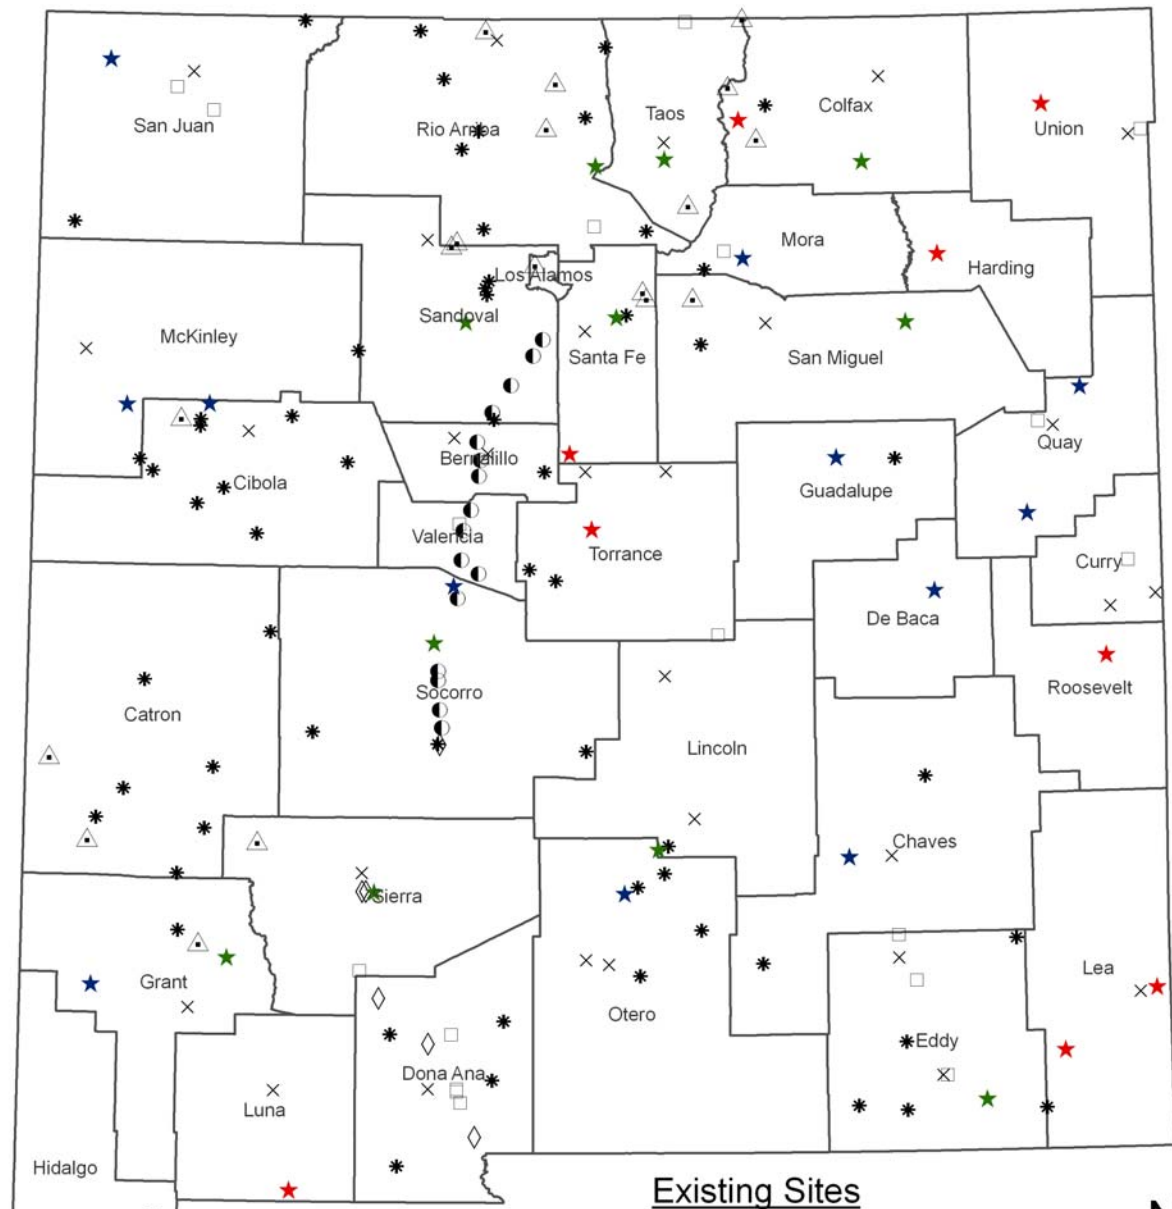 San Juan
Rio Arriba
Taos
Colfax
Union
Mora
Harding
Los Alamos
Sandoval
McKinley
Santa Fe
San Miguel
Quay
Bernalillo
Cibola
Guadalupe
Valencia
Torrance
Curry
De Baca
Catron
Socorro
Roosevelt
Lincoln
Chaves
Sierra
Grant
Lea
Otero
Eddy
Dona Ana
Luna
Hidalgo
Existing Sites